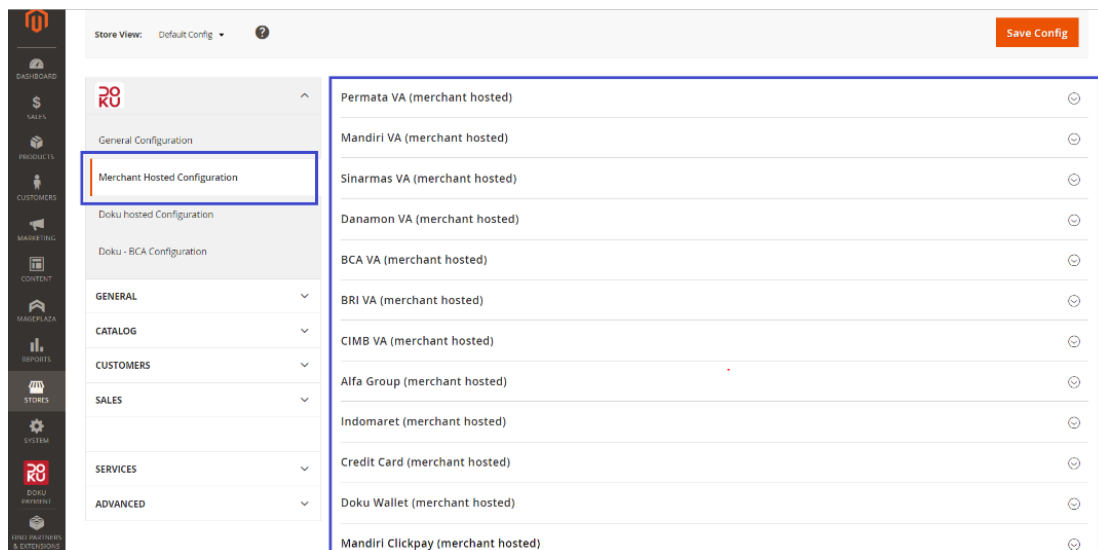 Store View: Default Config
?
Save Config
DASHBOARD
$
SALES
PRODUCTS
CUSTOMERS
MARKETING
CONTENT
MAGEPLAZA
REPORTS
STORES
SYSTEM
DOKU
DOKU
PAYMENT
FIND PARTNERS
& EXTENSIONS
DOKU
General Configuration
Merchant Hosted Configuration
Doku hosted Configuration
Doku - BCA Configuration
GENERAL
CATALOG
CUSTOMERS
SALES
SERVICES
ADVANCED
Permata VA (merchant hosted)
Mandiri VA (merchant hosted)
Sinarmas VA (merchant hosted)
Danamon VA (merchant hosted)
BCA VA (merchant hosted)
BRI VA (merchant hosted)
CIMB VA (merchant hosted)
Alfa Group (merchant hosted)
Indomaret (merchant hosted)
Credit Card (merchant hosted)
Doku Wallet (merchant hosted)
Mandiri Clickpay (merchant hosted)